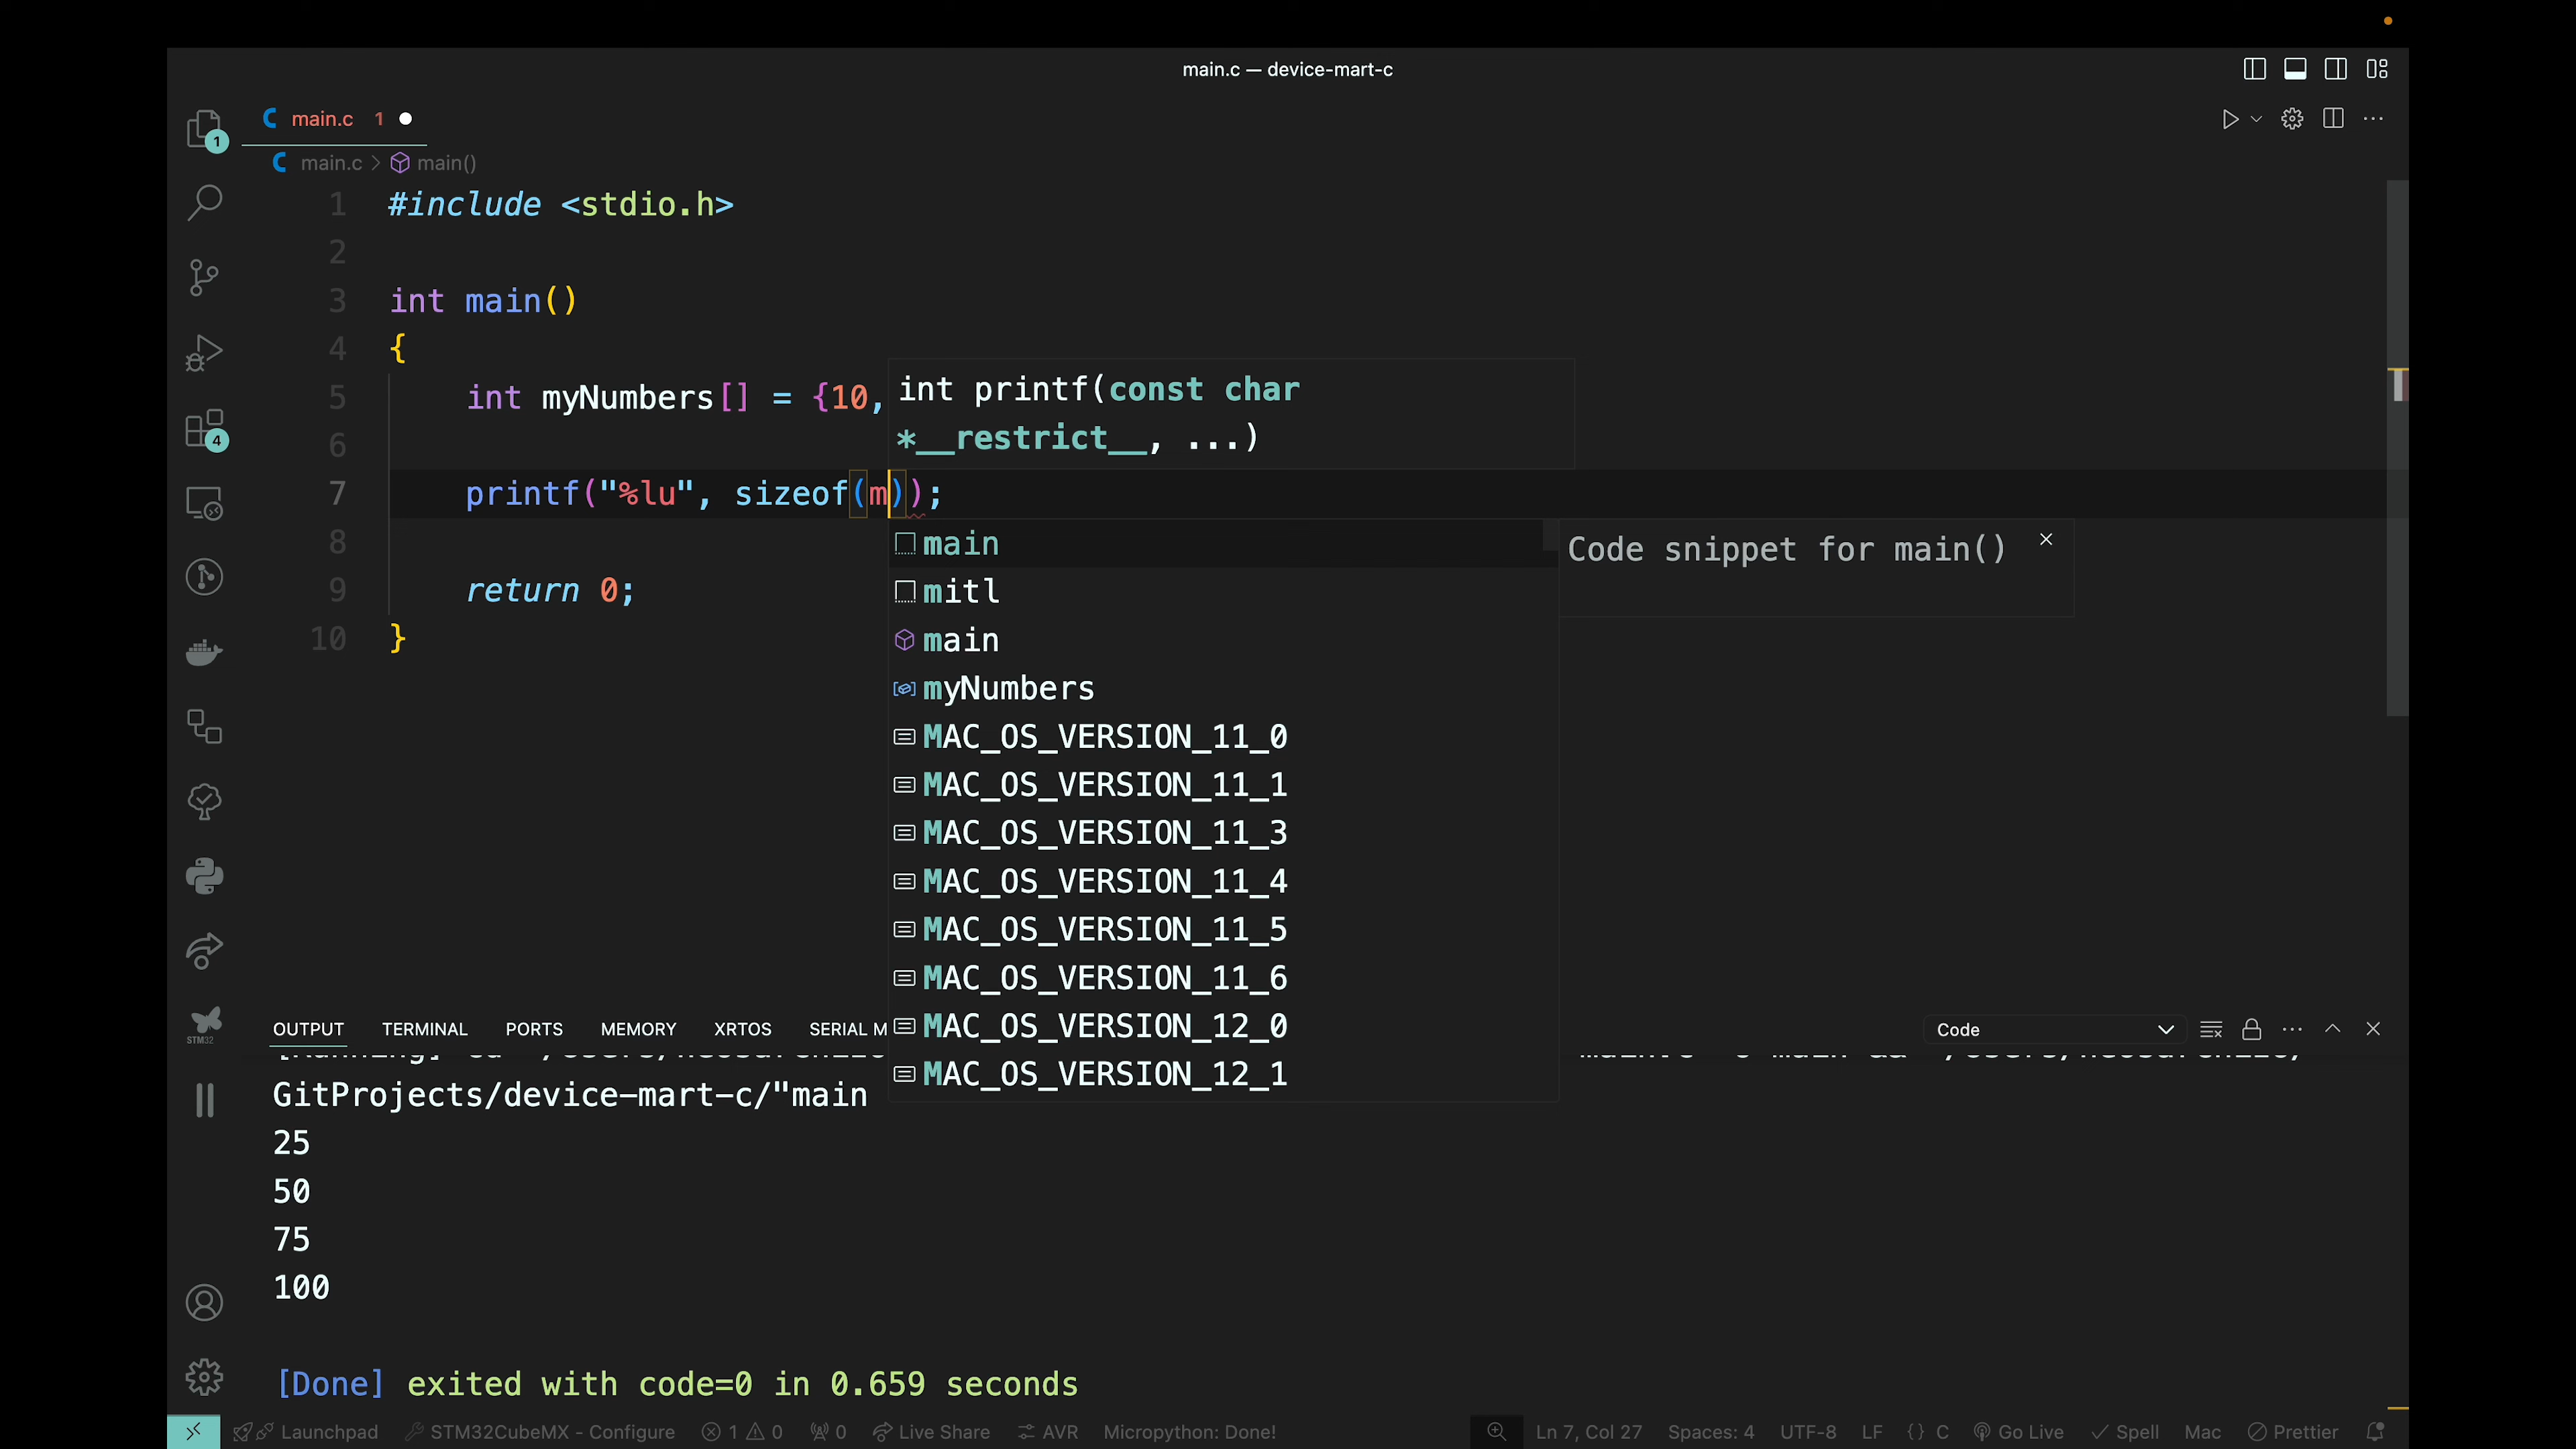 main.c — device-mart-c
main.c 1
1
main.c > main()
1 #include <stdio.h>
2
3 int main()
4 {
5 int myNumbers[] = {10,
int printf(const char
*__restrict__, ...)
6
7 printf("%lu", sizeof(m));
8
9 return 0;
10 }
4
main
Code snippet for main()
mitl
main
myNumbers
MAC_OS_VERSION_11_0
MAC_OS_VERSION_11_1
MAC_OS_VERSION_11_3
MAC_OS_VERSION_11_4
MAC_OS_VERSION_11_5
MAC_OS_VERSION_11_6
MAC_OS_VERSION_12_0
MAC_OS_VERSION_12_1
STM32
OUTPUT TERMINAL PORTS MEMORY XRTOS SERIAL M Code
GitProjects/device-mart-c/"main
25
50
75
100
[Done] exited with code=0 in 0.659 seconds
Launchpad STM32CubeMX - Configure 1 0 0 Live Share AVR Micropython: Done! Ln 7, Col 27 Spaces: 4 UTF-8 LF {} C Go Live Spell Mac Prettier